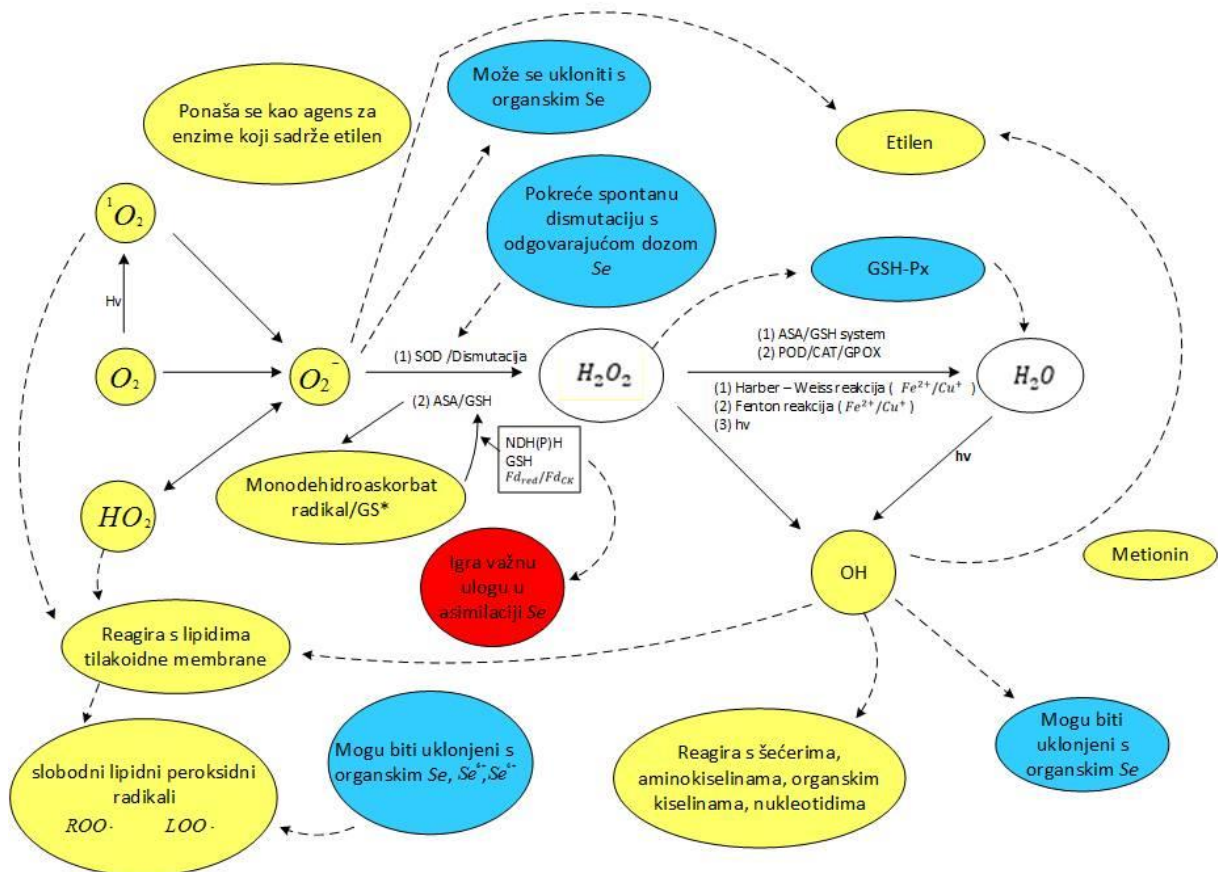 Ponaša se kao agens za
enzime koji sadrže etilen
Može se ukloniti s
organskim Se
Etilen
¹O₂
Pokreće spontanu
dismutaciju s
odgovarajućom dozom
Se
GSH-Px
Hv
O₂
O₂⁻
(1) SOD /Dismutacija
(2) ASA/GSH
H₂O₂
(1) ASA/GSH system
(2) POD/CAT/GPOX
(1) Harber – Weiss reakcija ( Fe²⁺/Cu⁺ )
(2) Fenton reakcija ( Fe²⁺/Cu⁺ )
(3) hv
H₂O
hv
NDH(P)H
GSH
Fd_red/Fd_CK
Monodehidroaskorbat
radikal/GS*
HO₂
Igra važnu
ulogu u
asimilaciji Se
OH
Metionin
Reagira s lipidima
tilakoidne membrane
slobodni lipidni peroksidni
radikali
ROO· LOO·
Mogu biti uklonjeni s
organskim Se,
Reagira s šećerima,
aminokiselinama, organskim
kiselinama, nukleotidima
Mogu biti
uklonjeni s
organskim Se